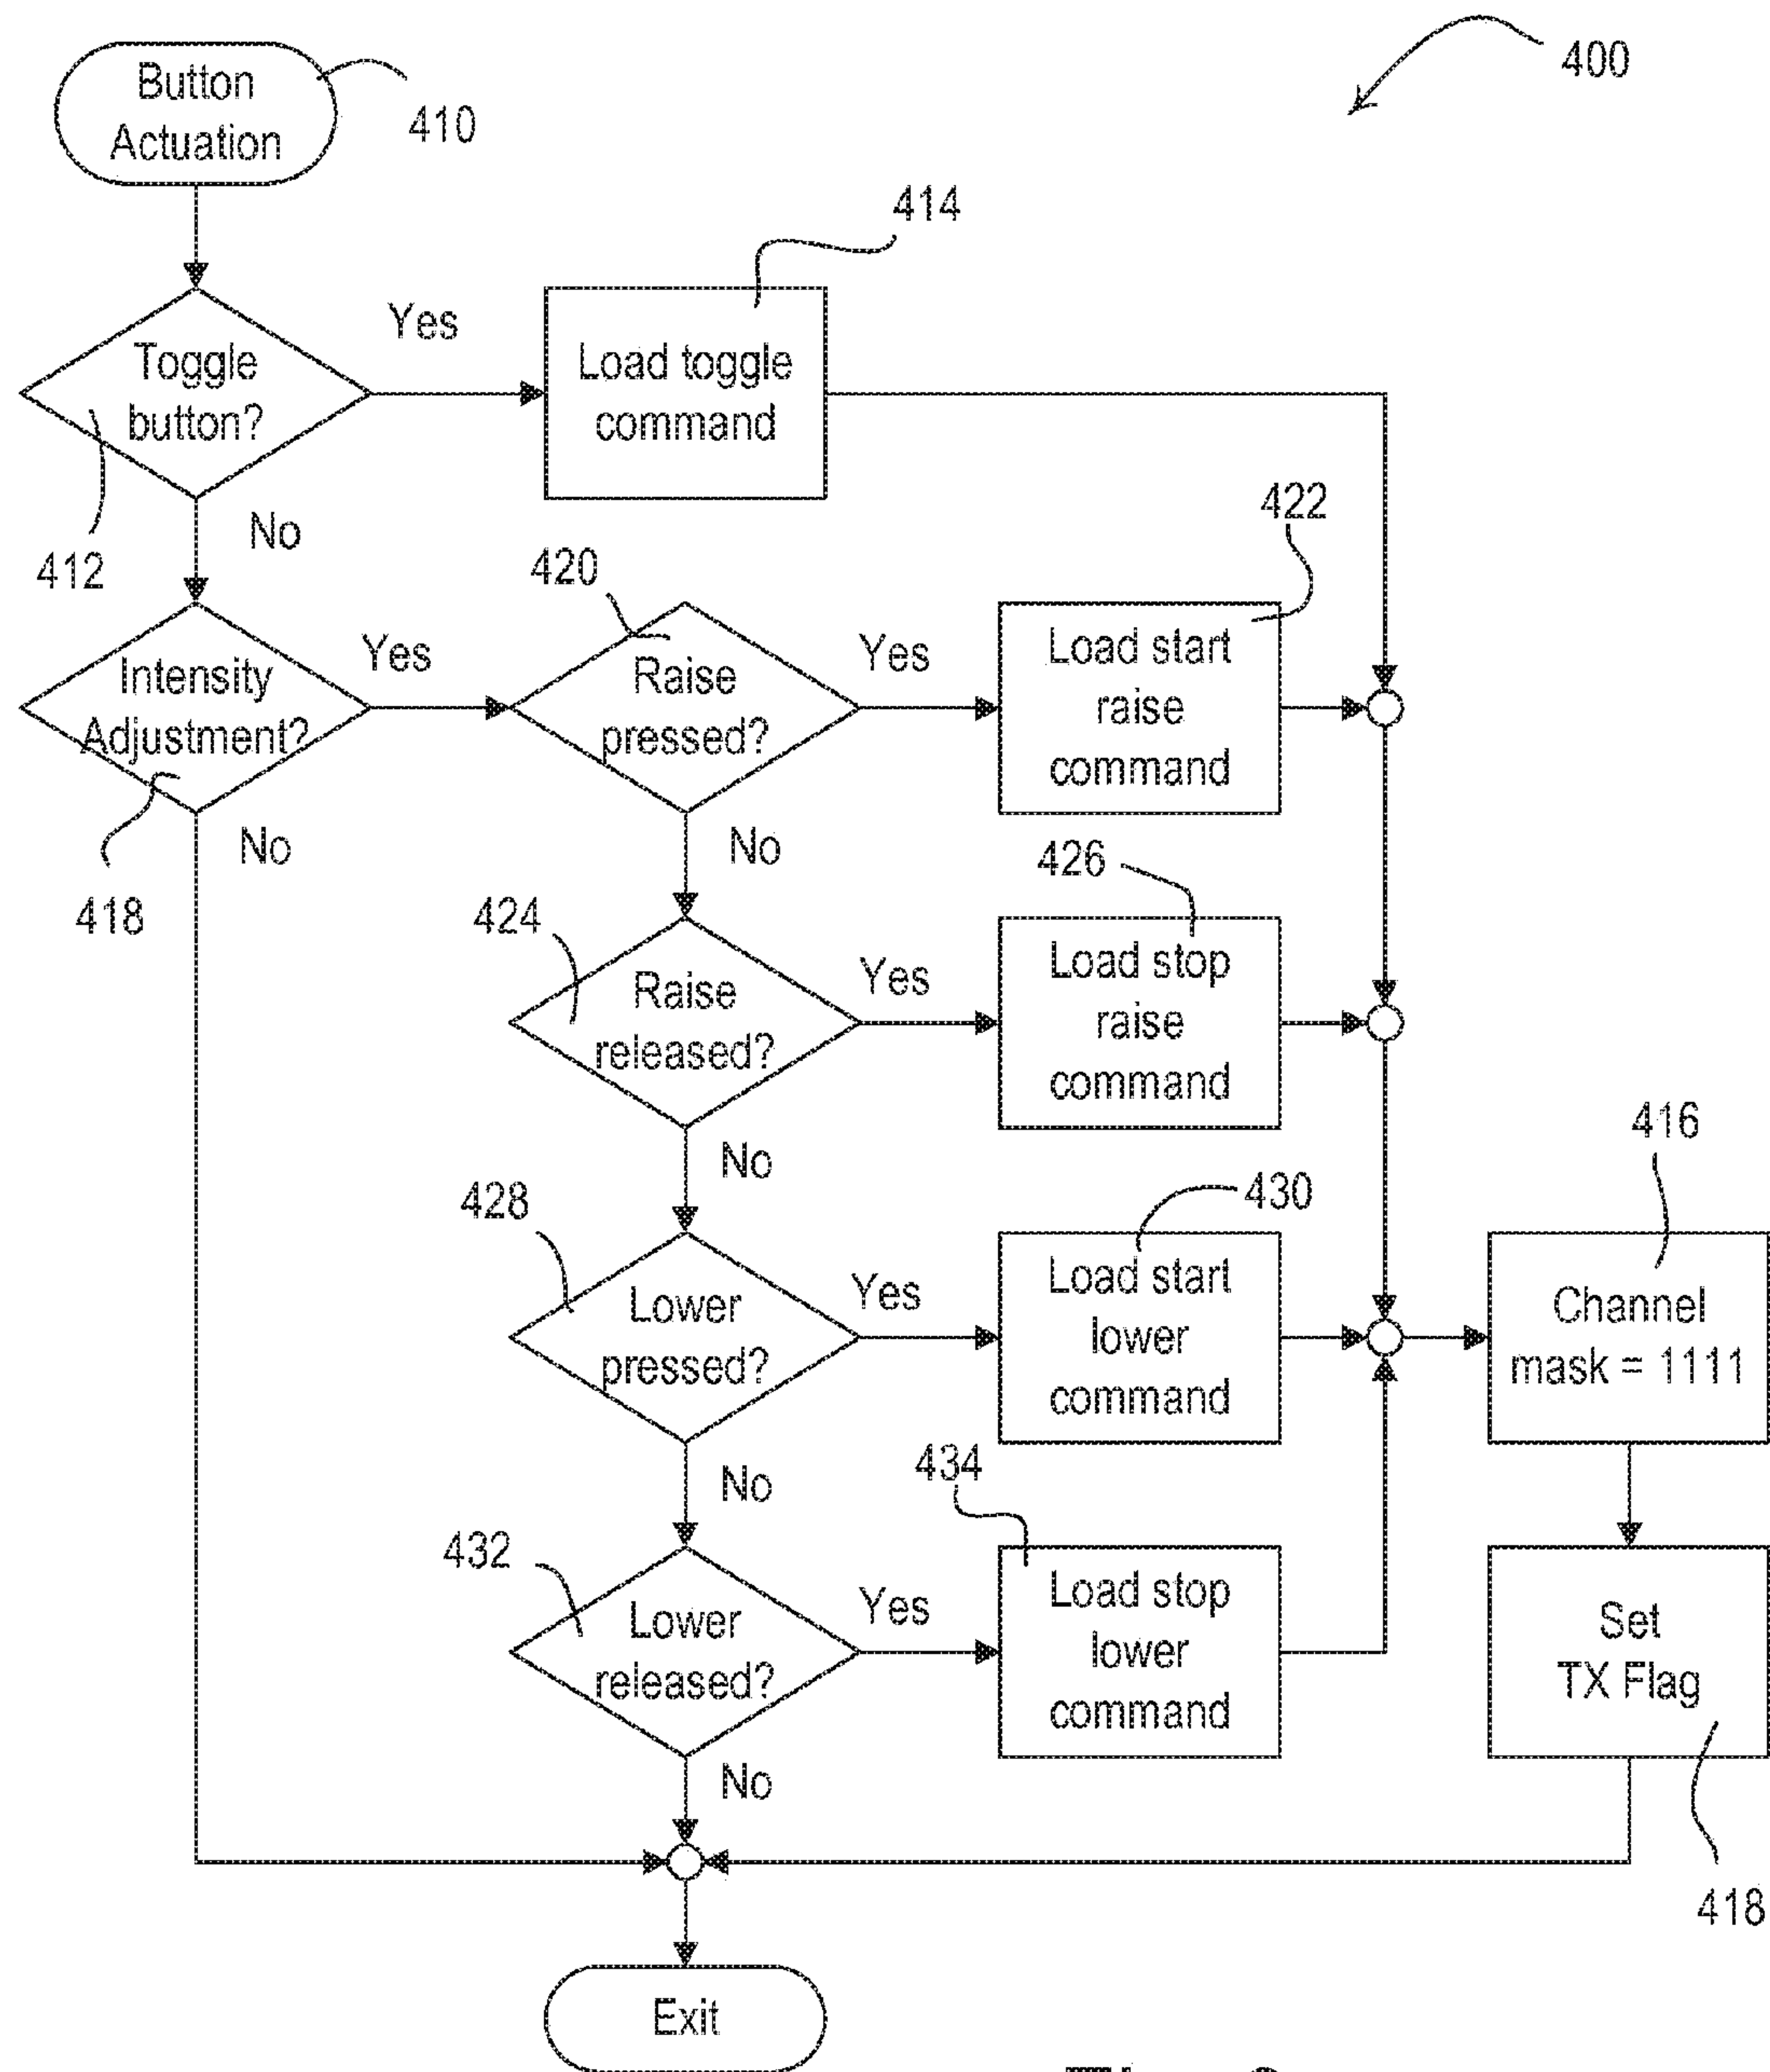 400
Button
Actuation
410
414
Toggle
button?
Yes
Load toggle
command
412
No
420
422
Intensity
Adjustment?
Yes
Raise
pressed?
Yes
Load start
raise
command
418
No
No
424
426
Raise
released?
Yes
Load stop
raise
command
No
416
428
430
Lower
pressed?
Yes
Load start
lower
command
Channel
mask = 1111
No
434
432
Lower
released?
Yes
Load stop
lower
command
Set
TX Flag
No
418
Exit